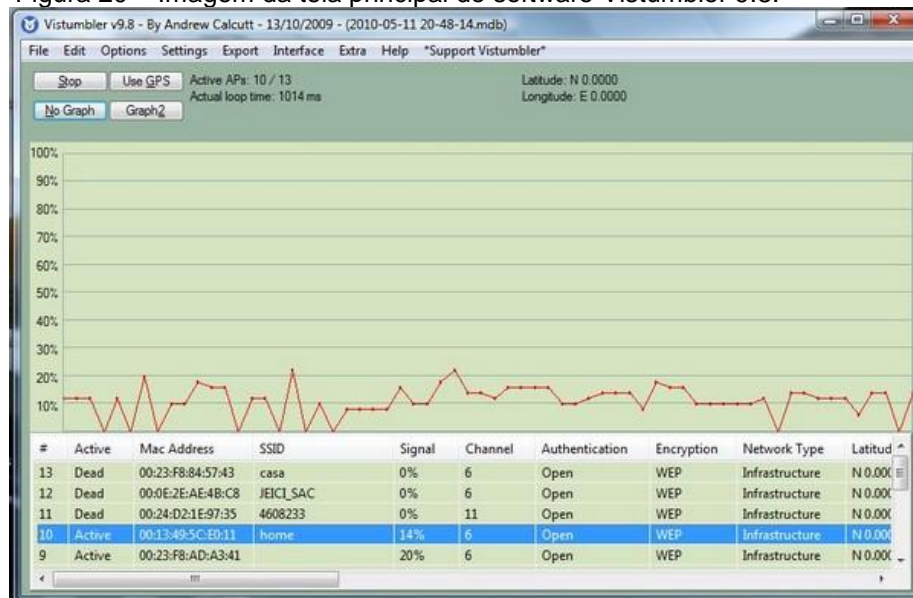 Figura 20 – Imagem da tela principal do software Vistumbler 9.8.
Vistumbler v9.8 - By Andrew Calcutt - 13/10/2009 - (2010-05-11 20-48-14.mdb)
File Edit Options Settings Export Interface Extra Help *Support Vistumbler*
Stop Use GPS Active APs: 10 / 13 Latitude: N 0.0000
Actual loop time: 1014 ms Longitude: E 0.0000
No Graph Graph2
100%
90%
80%
70%
60%
50%
40%
30%
20%
10%
# Active Mac Address SSID Signal Channel Authentication Encryption Network Type Latitud
13 Dead 00:23:F8:84:57:43 casa 0% 6 Open WEP Infrastructure N 0.000
12 Dead 00:0E:2E:AE:4B:C8 JEICI_SAC 0% 6 Open WEP Infrastructure N 0.000
11 Dead 00:24:D2:1E:97:35 4608233 0% 11 Open WEP Infrastructure N 0.000
10 Active 00:13:49:5C:E0:11 home 14% 6 Open WEP Infrastructure N 0.000
9 Active 00:23:F8:AD:A3:41 20% 6 Open WEP Infrastructure N 0.000